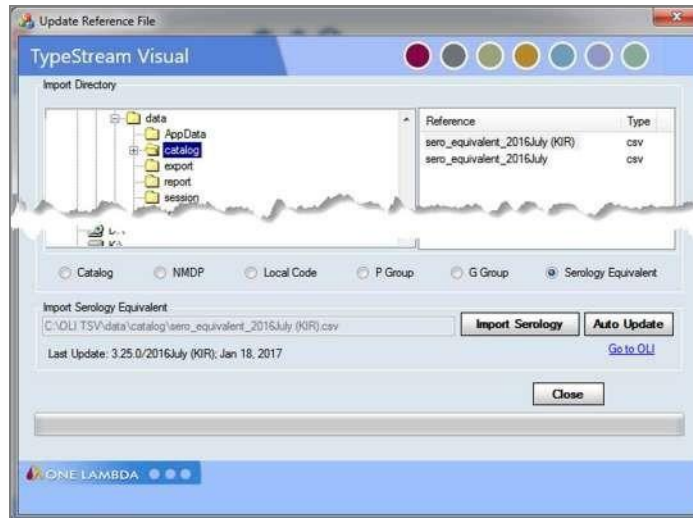 Update Reference File
TypeStream Visual
Import Directory
data
AppData
catalog
export
report
session
Reference Type
sero_equivalent_2016July (KIR) csv
sero_equivalent_2016July csv
Catalog NMDP Local Code P Group G Group Serology Equivalent
Import Serology Equivalent
C:\OLI TSV\data\catalog\sero_equivalent_2016July (KIR).csv
Import Serology Auto Update
Last Update: 3.25.0/2016July (KIR); Jan 18, 2017
Go to OLI
Close
ONE LAMBDA